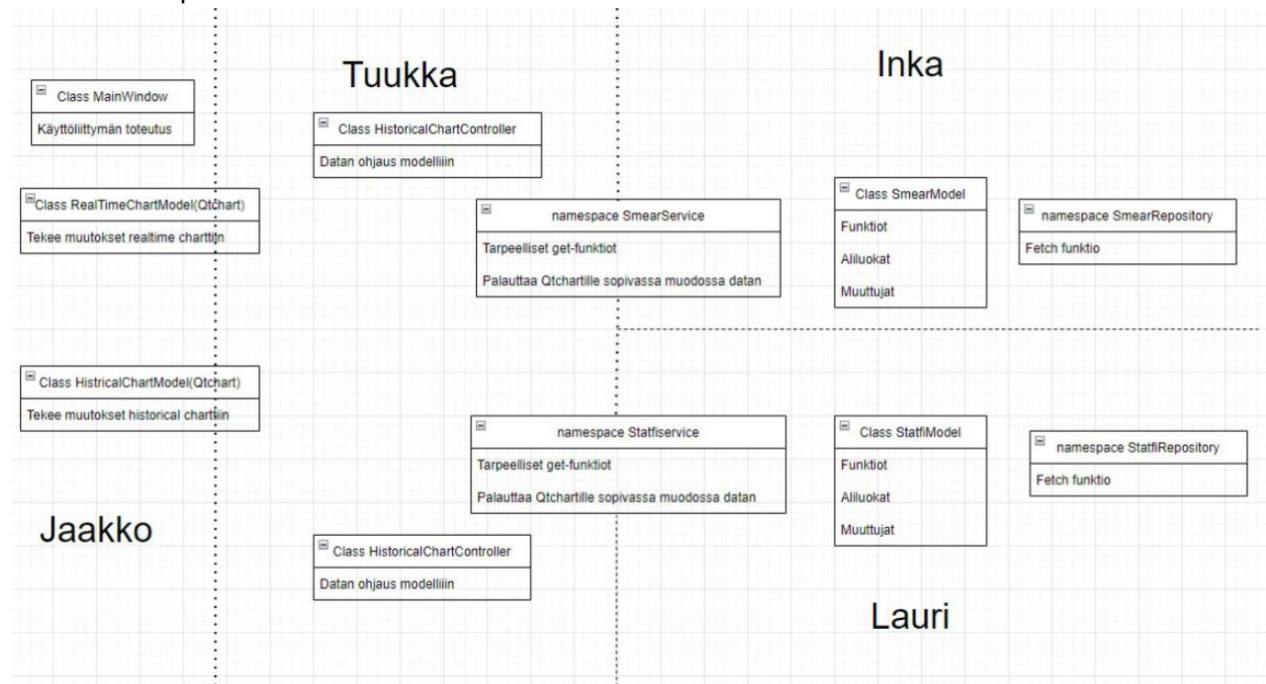 Tuukka
Inka
Class MainWindow
Käyttöliittymän toteutus
Class HistoricalChartController
Datan ohjaus modelliiin
Class RealTimeChartModel(Qtchart)
Tekee muutokset realtime charttiin
namespace SmearService
Tarpeelliset get-funktiot
Palauttaa Qtchartille sopivassa muodossa datan
Class SmearModel
Funktiot
Aliluokat
Muuttujat
namespace SmearRepository
Fetch funktio
Class HistricalChartModel(Qtchart)
Tekee muutokset historical charttiin
namespace Statfiservice
Tarpeelliset get-funktiot
Palauttaa Qtchartille sopivassa muodossa datan
Class StatfiModel
Funktiot
Aliluokat
Muuttujat
namespace StatfiRepository
Fetch funktio
Jaakko
Class HistoricalChartController
Datan ohjaus modelliiin
Lauri